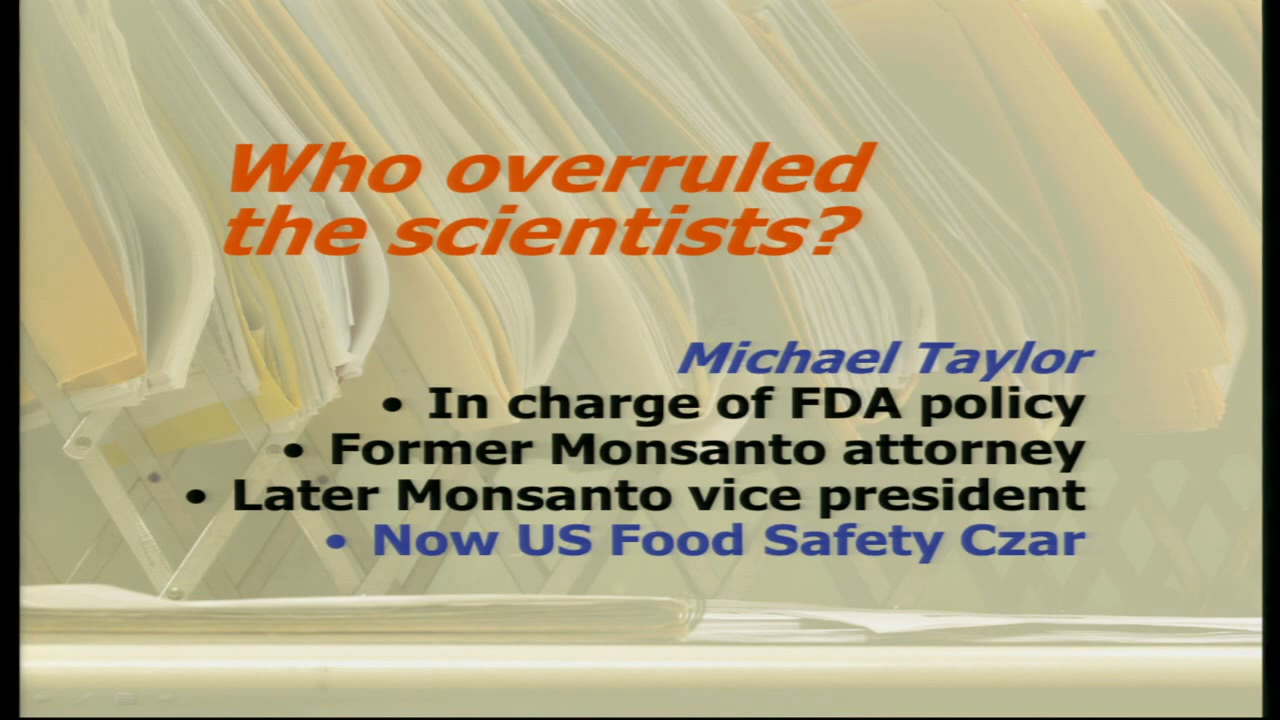 Who overruled
the scientists?
Michael Taylor
• In charge of FDA policy
• Former Monsanto attorney
• Later Monsanto vice president
• Now US Food Safety Czar